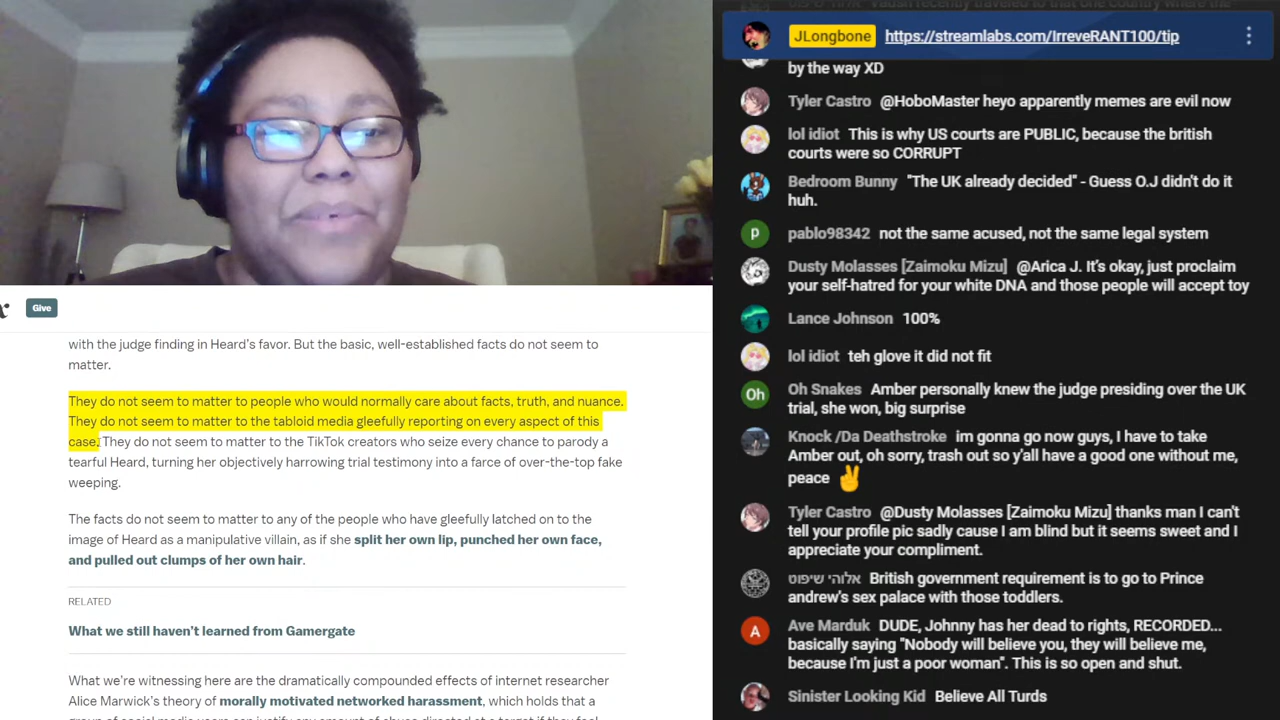 Give
with the judge finding in Heard's favor. But the basic, well-established facts do not seem to
matter.
They do not seem to matter to people who would normally care about facts, truth, and nuance.
They do not seem to matter to the tabloid media gleefully reporting on every aspect of this
case. They do not seem to matter to the TikTok creators who seize every chance to parody a
tearful Heard, turning her objectively harrowing trial testimony into a farce of over-the-top fake
weeping.
The facts do not seem to matter to any of the people who have gleefully latched on to the
image of Heard as a manipulative villain, as if she split her own lip, punched her own face,
and pulled out clumps of her own hair.
RELATED
What we still haven't learned from Gamergate
What we're witnessing here are the dramatically compounded effects of internet researcher
Alice Marwick's theory of morally motivated networked harassment, which holds that a
group of social media users can justify any amount of abuse directed at a target if they feel
JLongbone https://streamlabs.com/IrreveRANT100/tip
by the way XD
Tyler Castro @HoboMaster heyo apparently memes are evil now
lol idiot This is why US courts are PUBLIC, because the british
courts were so CORRUPT
Bedroom Bunny "The UK already decided" - Guess O.J didn't do it
huh.
pablo98342 not the same acused, not the same legal system
Dusty Molasses [Zaimoku Mizu] @Arica J. It's okay, just proclaim
your self-hatred for your white DNA and those people will accept toy
Lance Johnson 100%
lol idiot teh glove it did not fit
Oh Snakes Amber personally knew the judge presiding over the UK
trial, she won, big surprise
Knock /Da Deathstroke im gonna go now guys, I have to take
Amber out, oh sorry, trash out so y'all have a good one without me,
peace ✌
Tyler Castro @Dusty Molasses [Zaimoku Mizu] thanks man I can't
tell your profile pic sadly cause I am blind but it seems sweet and I
appreciate your compliment.
אלוהי שיפוט British government requirement is to go to Prince
andrew's sex palace with those toddlers.
Ave Marduk DUDE, Johnny has her dead to rights, RECORDED...
basically saying "Nobody will believe you, they will believe me,
because I'm just a poor woman". This is so open and shut.
Sinister Looking Kid Believe All Turds